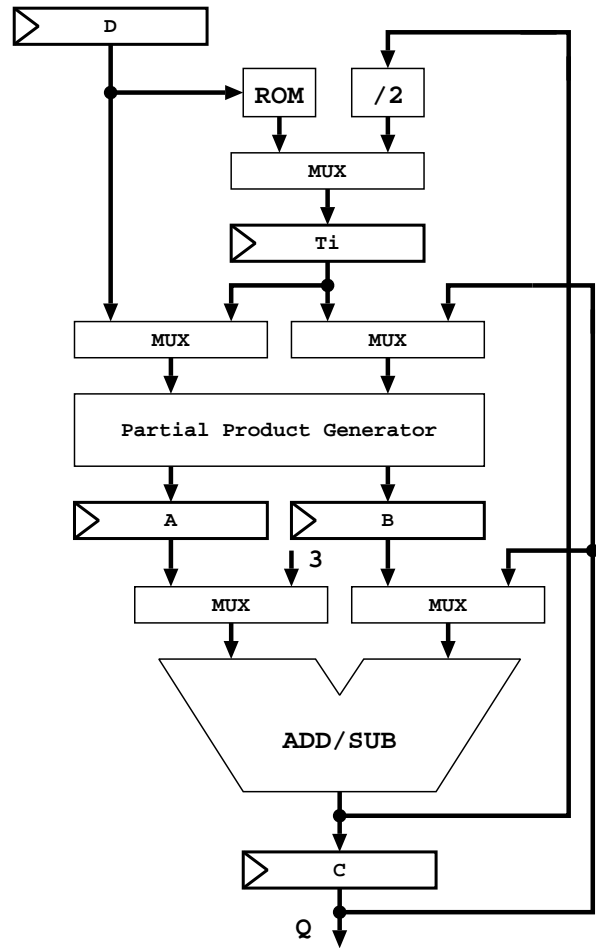 D
ROM
/2
MUX
Ti
MUX
MUX
Partial Product Generator
A
B
3
MUX
MUX
ADD/SUB
C
Q